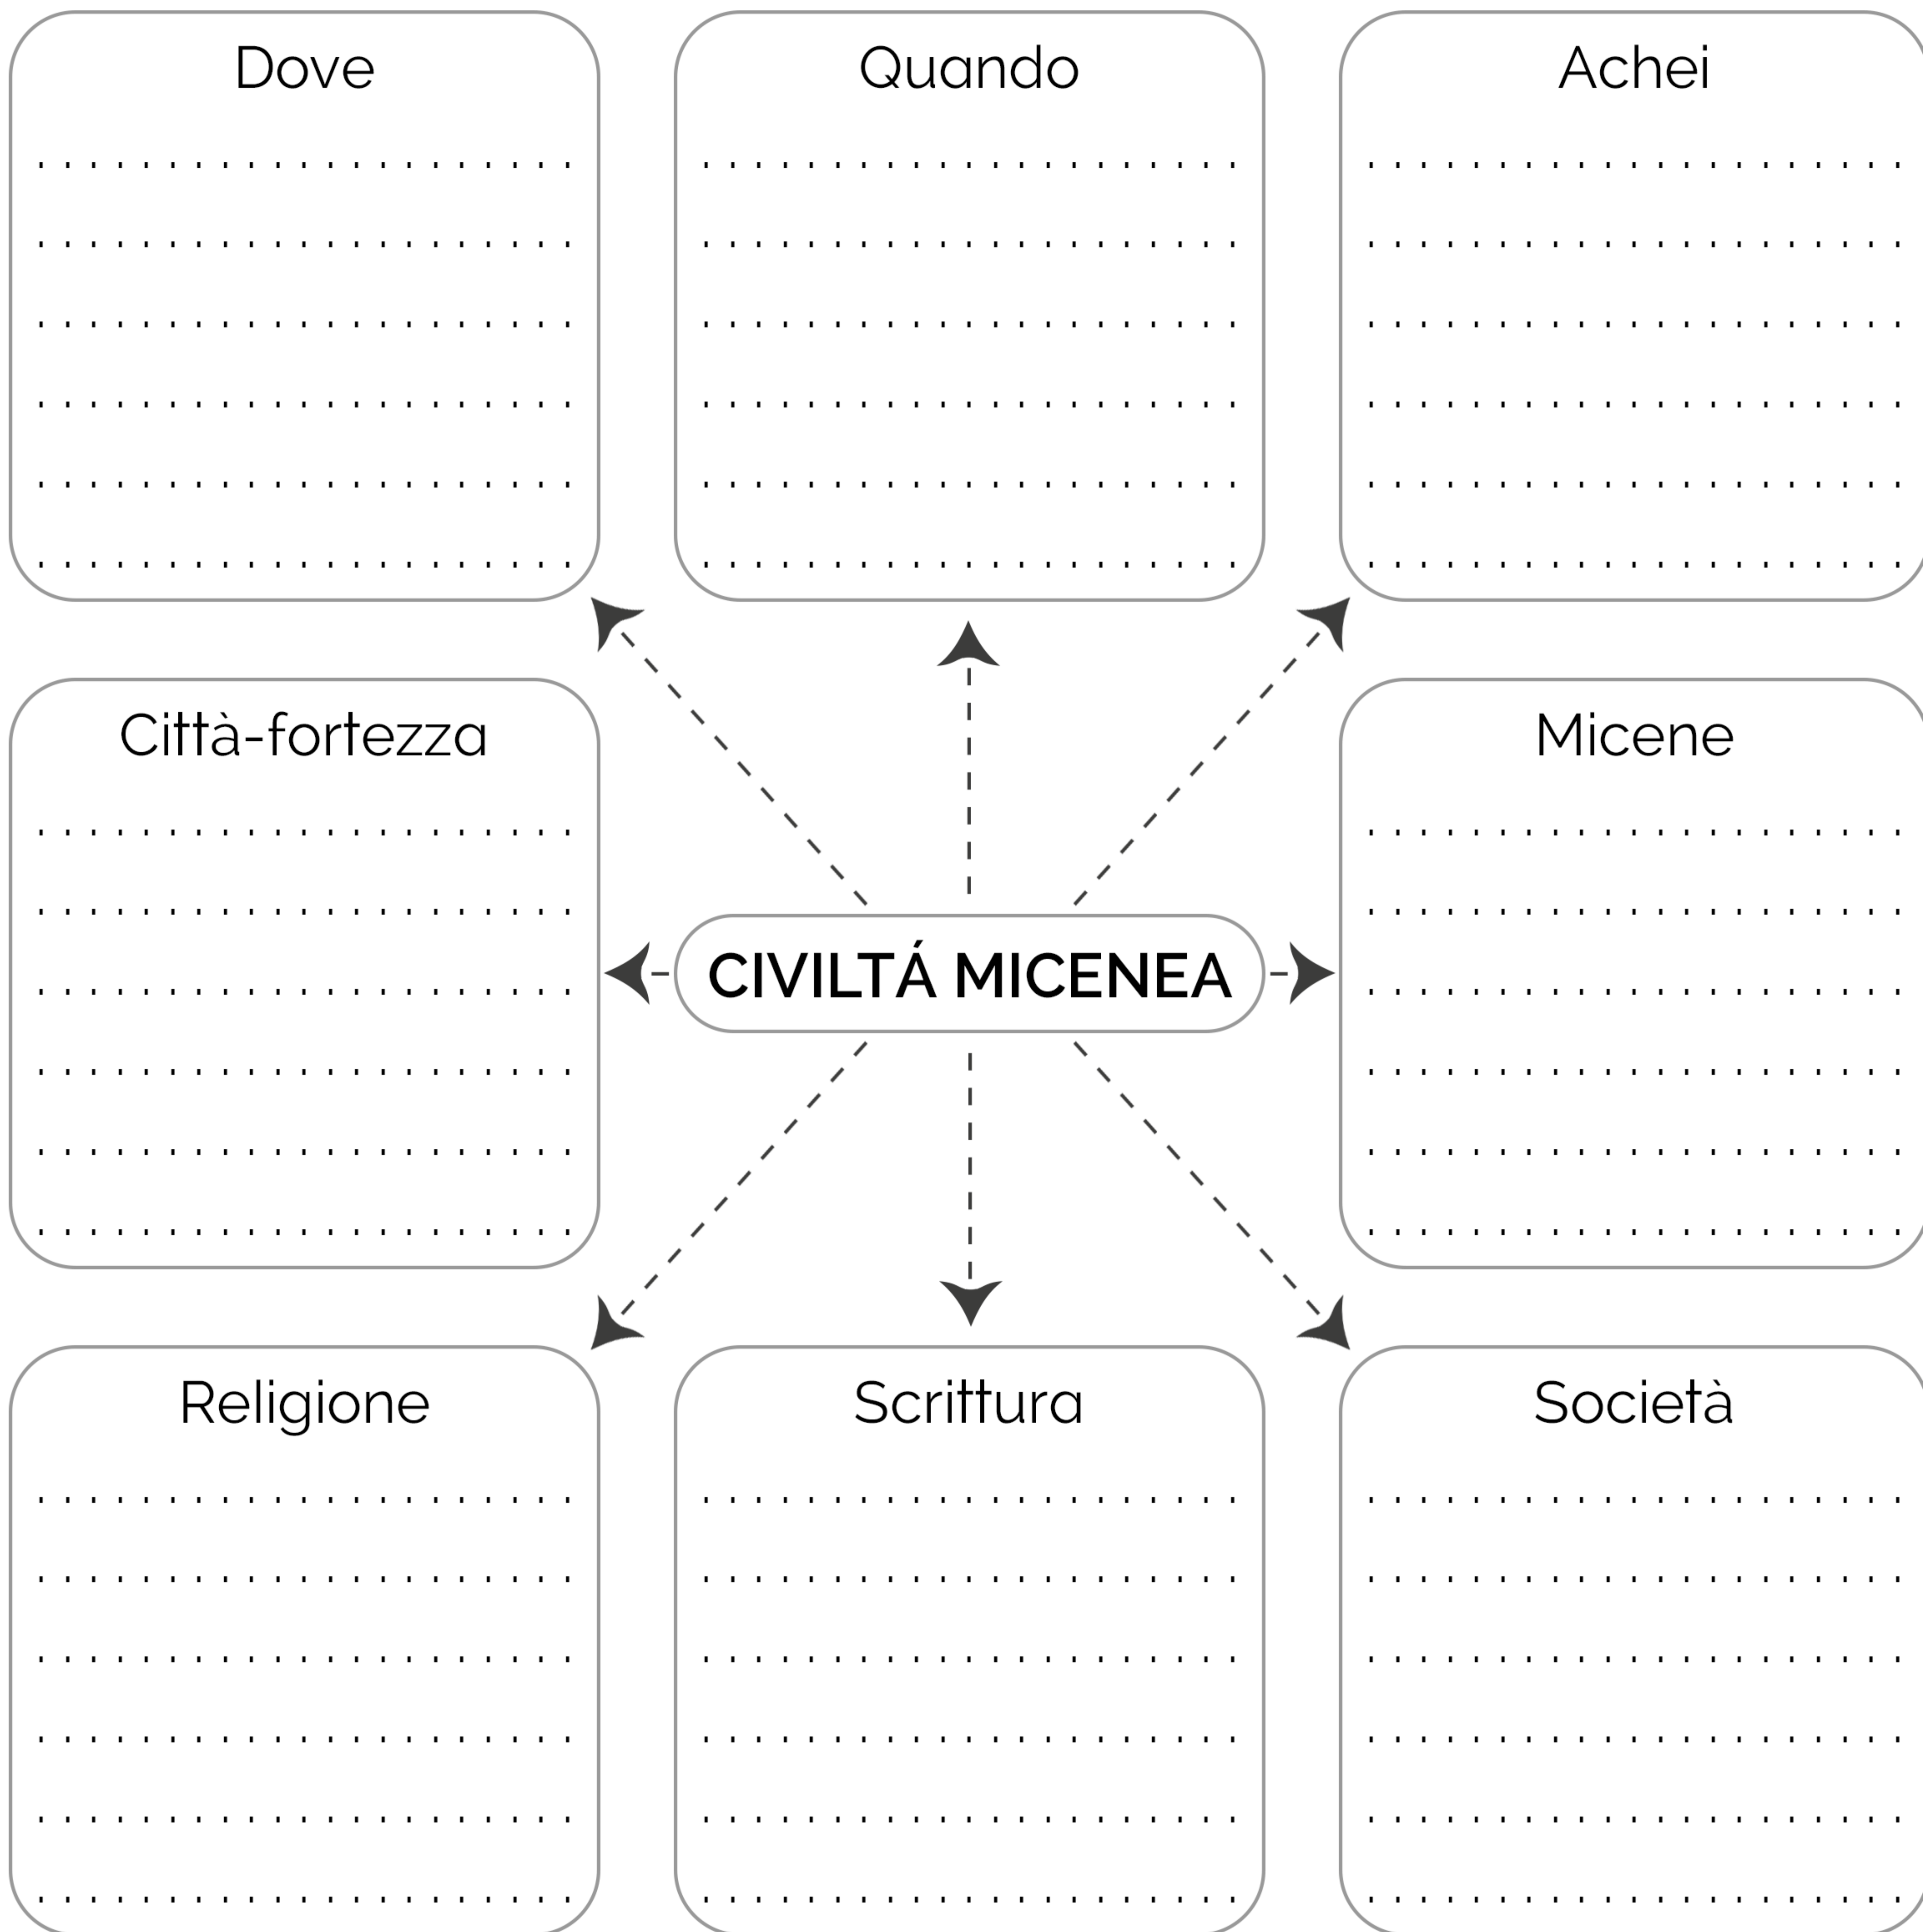 Dove
Quando
Achei
Città-fortezza
Micene
CIVILTÁ MICENEA
Religione
Scrittura
Società